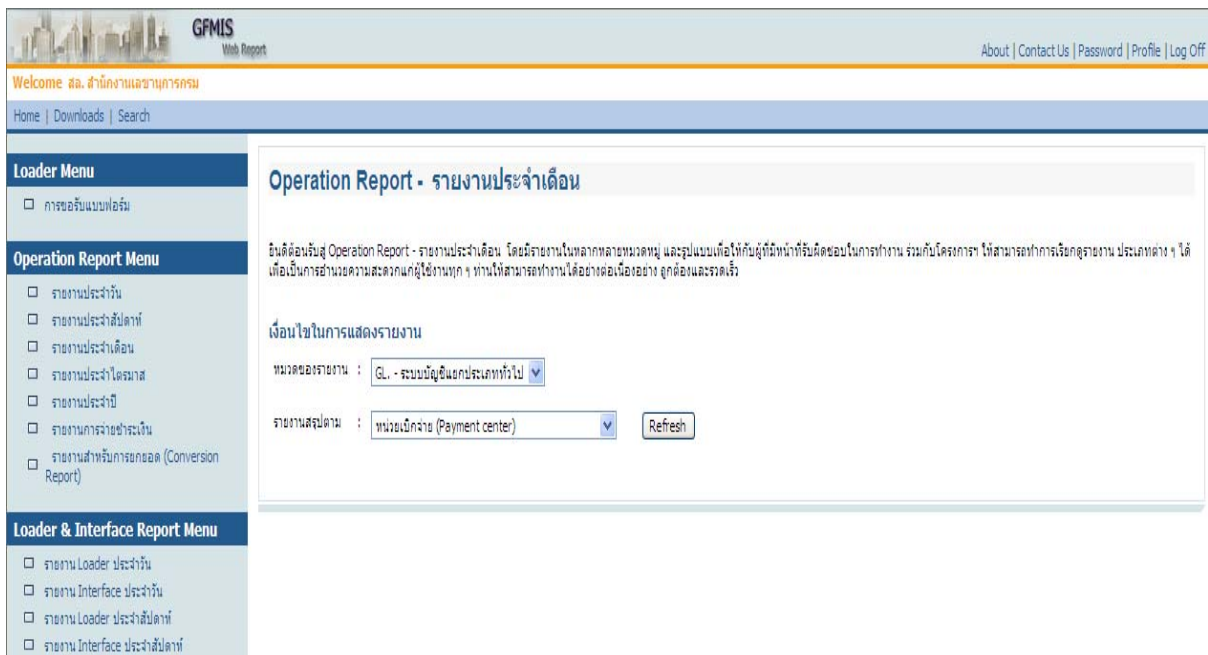 GFMIS
Web Report
About | Contact Us | Password | Profile | Log Off
Welcome สล. สำนักงานเลขานุการกรม
Home | Downloads | Search
Loader Menu
การขอรับแบบฟอร์ม
Operation Report Menu
รายงานประจำวัน
รายงานประจำสัปดาห์
รายงานประจำเดือน
รายงานประจำไตรมาส
รายงานประจำปี
รายงานการจ่ายชำระเงิน
รายงานสำหรับการยกยอด (Conversion
Report)
Loader & Interface Report Menu
รายงาน Loader ประจำวัน
รายงาน Interface ประจำวัน
รายงาน Loader ประจำสัปดาห์
รายงาน Interface ประจำสัปดาห์
Operation Report - รายงานประจำเดือน
ยินดีต้อนรับสู่ Operation Report - รายงานประจำเดือน โดยมีรายงานในหลากหลายหมวดหมู่ และรูปแบบเพื่อให้กับผู้ที่มีหน้าที่รับผิดชอบในการทำงาน ร่วมกับโครงการฯ ให้สามารถทำการเรียกดูรายงาน ประเภทต่าง ๆ ได้
เพื่อเป็นการอำนวยความสะดวกแก่ผู้ใช้งานทุก ๆ ท่านให้สามารถทำงานได้อย่างต่อเนื่องอย่าง ถูกต้องและรวดเร็ว
เงื่อนไขในการแสดงรายงาน
หมวดของรายงาน : GL. - ระบบบัญชีแยกประเภททั่วไป
รายงานสรุปตาม : หน่วยเบิกจ่าย (Payment center) Refresh